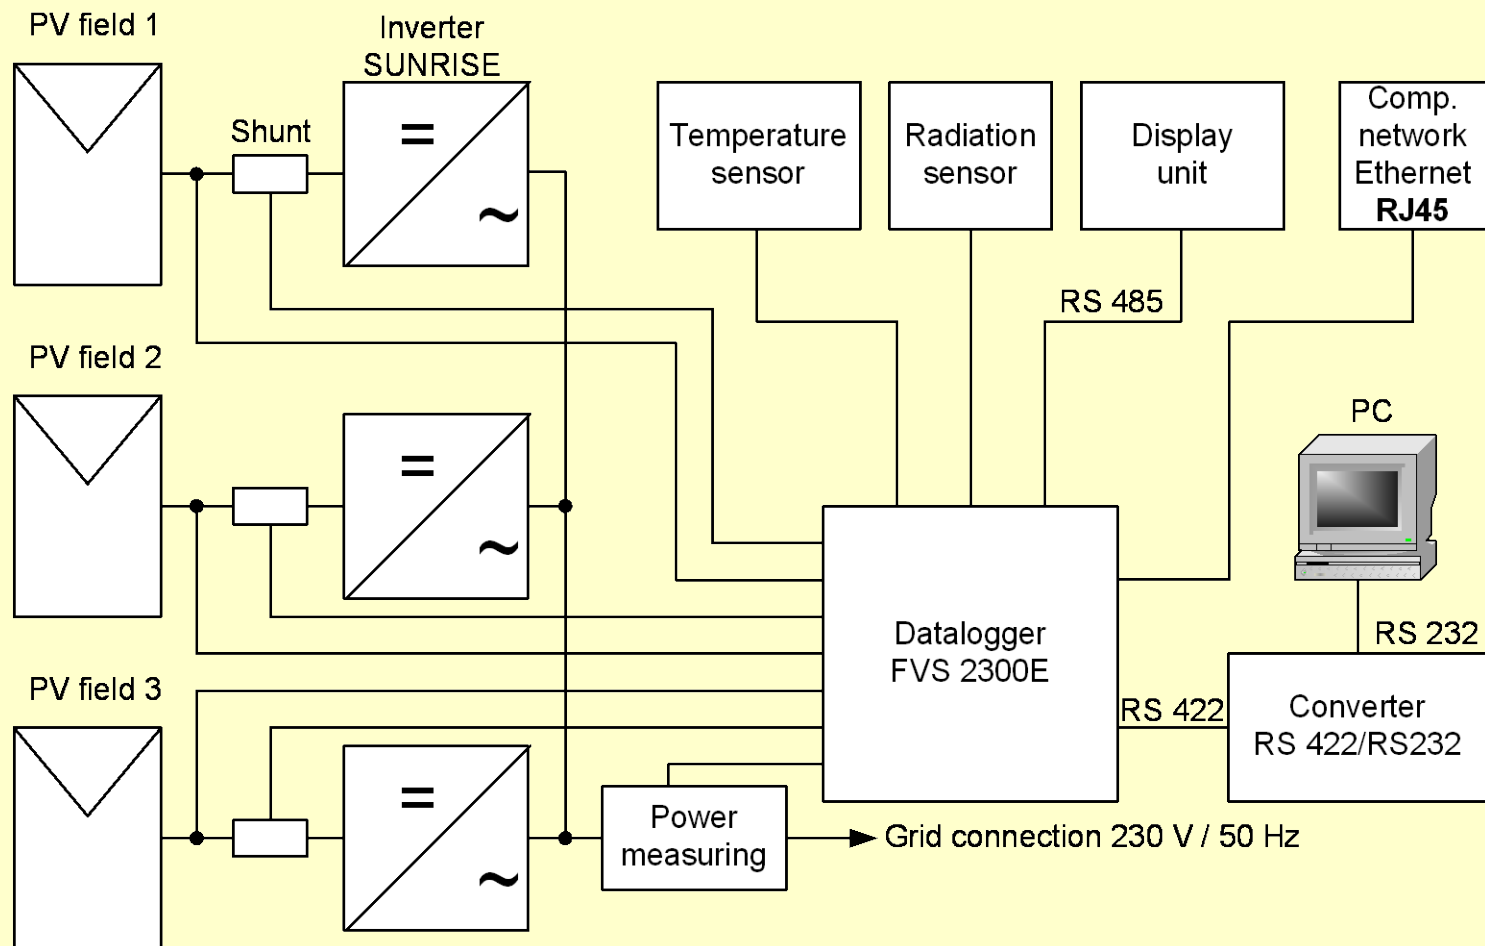 PV field 1
Inverter
SUNRISE
Shunt
=
~
Temperature
sensor
Radiation
sensor
Display
unit
Comp.
network
Ethernet
RJ45
RS 485
PV field 2
=
~
PC
RS 232
Datalogger
FVS 2300E
RS 422
Converter
RS 422/RS232
PV field 3
=
~
Power
measuring
Grid connection 230 V / 50 Hz